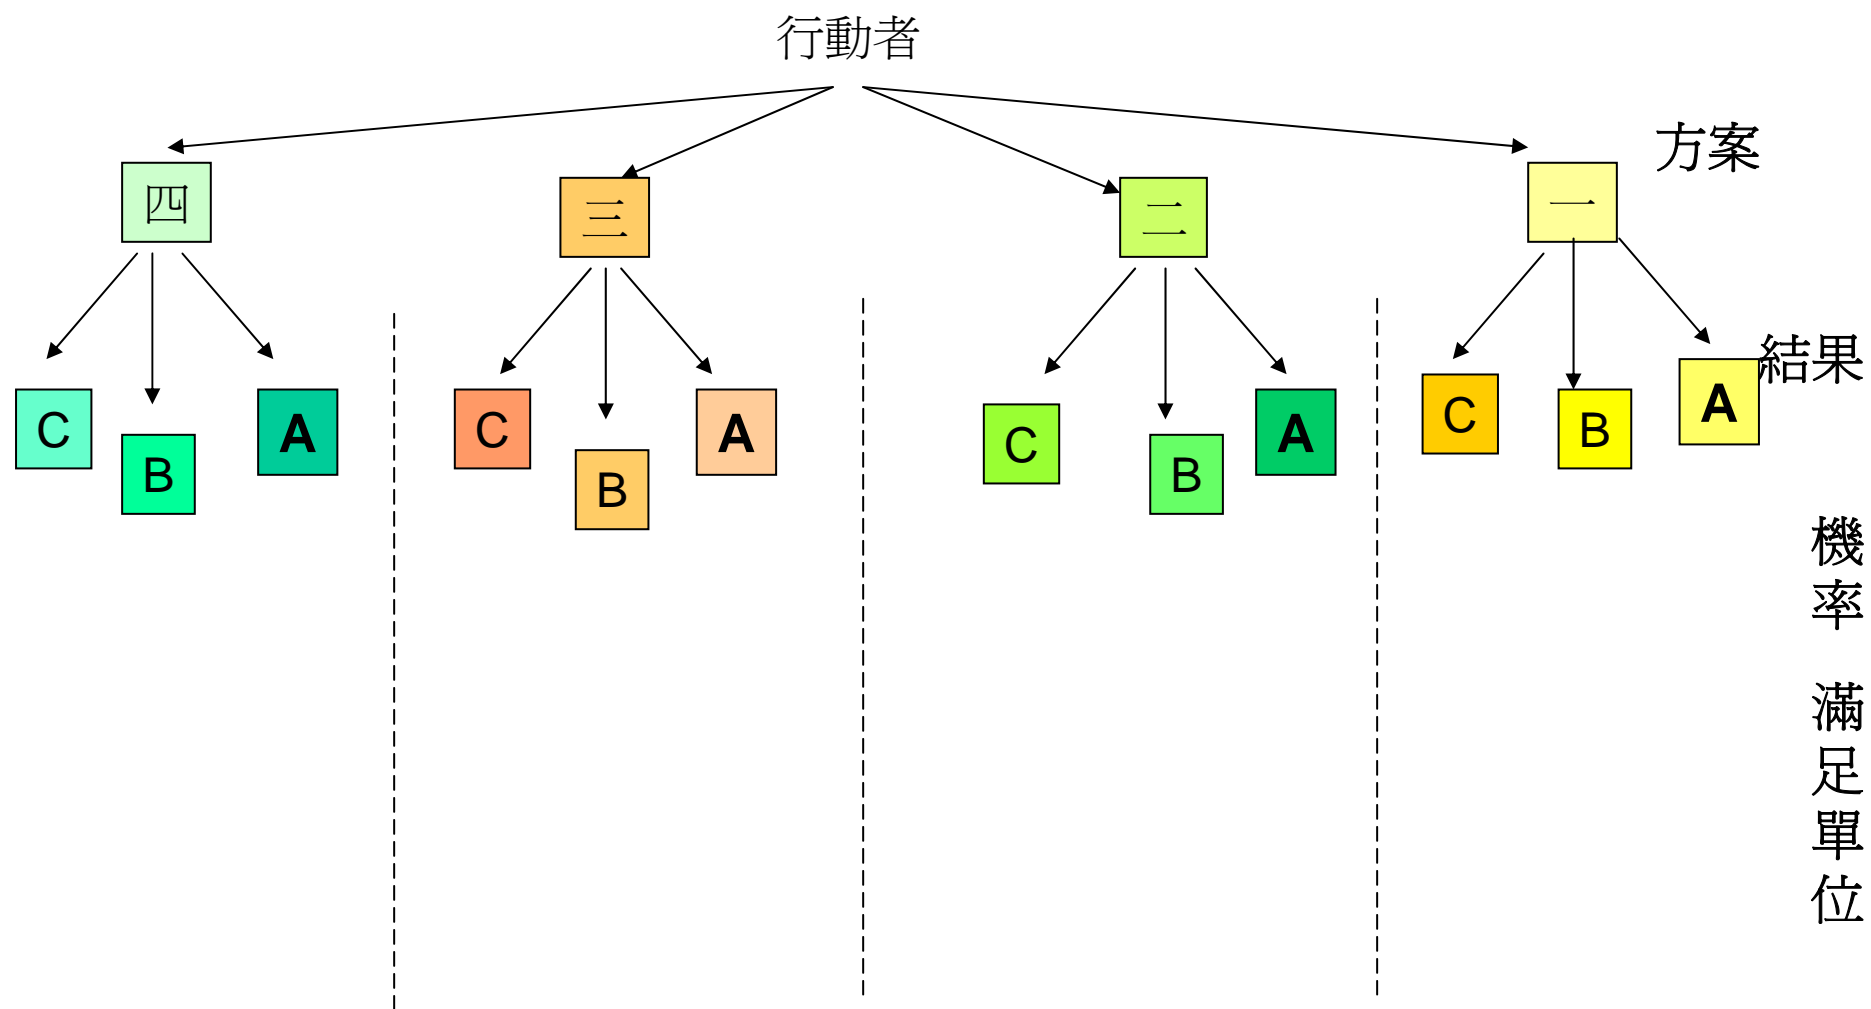 行動者
方案
四 三 二 一
結果
C B A C B A C B A C B A
機率
滿足單位